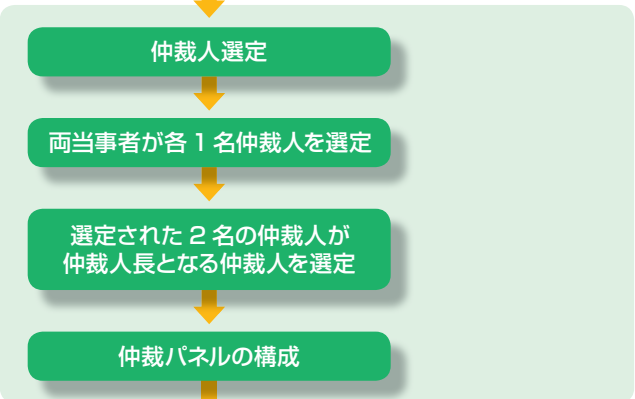 仲裁人選定
両当事者が各1名仲裁人を選定
選定された2名の仲裁人が
仲裁人長となる仲裁人を選定
仲裁パネルの構成